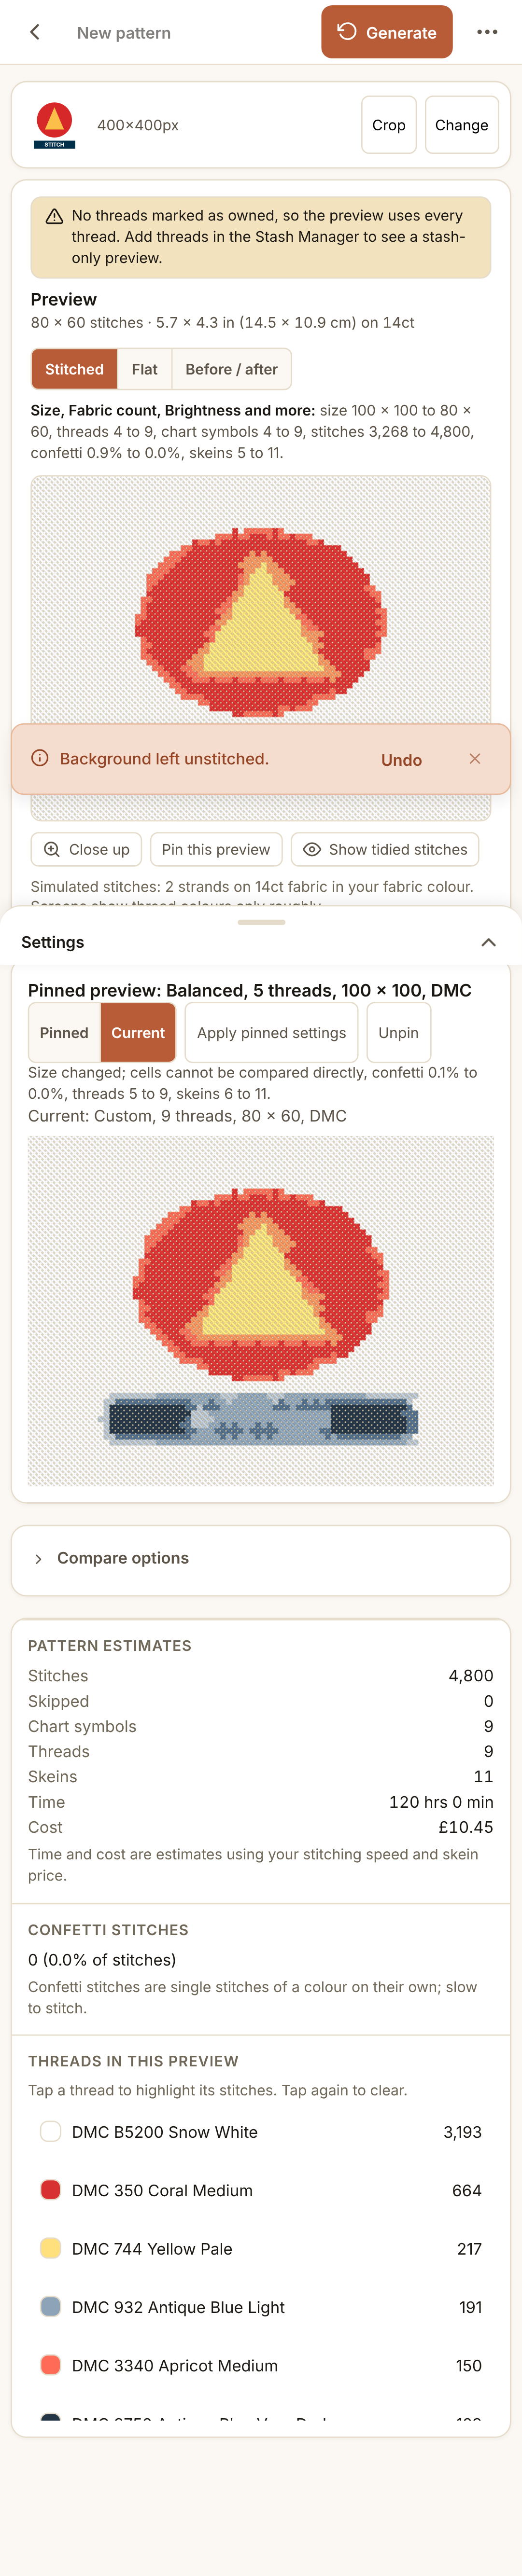 New pattern
Generate
STITCH
400×400px
Crop
Change
No threads marked as owned, so the preview uses every
thread. Add threads in the Stash Manager to see a stash-
only preview.
Preview
80 × 60 stitches · 5.7 × 4.3 in (14.5 × 10.9 cm) on 14ct
Stitched
Flat
Before / after
Size, Fabric count, Brightness and more: size 100 × 100 to 80 ×
60, threads 4 to 9, chart symbols 4 to 9, stitches 3,268 to 4,800,
confetti 0.9% to 0.0%, skeins 5 to 11.
Background left unstitched.
Undo
Close up
Pin this preview
Show tidied stitches
Simulated stitches: 2 strands on 14ct fabric in your fabric colour.
Settings
Pinned preview: Balanced, 5 threads, 100 × 100, DMC
Pinned
Current
Apply pinned settings
Unpin
Size changed; cells cannot be compared directly, confetti 0.1% to
0.0%, threads 5 to 9, skeins 6 to 11.
Current: Custom, 9 threads, 80 × 60, DMC
Compare options
PATTERN ESTIMATES
Stitches 4,800
Skipped 0
Chart symbols 9
Threads 9
Skeins 11
Time 120 hrs 0 min
Cost £10.45
Time and cost are estimates using your stitching speed and skein
price.
CONFETTI STITCHES
0 (0.0% of stitches)
Confetti stitches are single stitches of a colour on their own; slow
to stitch.
THREADS IN THIS PREVIEW
Tap a thread to highlight its stitches. Tap again to clear.
DMC B5200 Snow White 3,193
DMC 350 Coral Medium 664
DMC 744 Yellow Pale 217
DMC 932 Antique Blue Light 191
DMC 3340 Apricot Medium 150